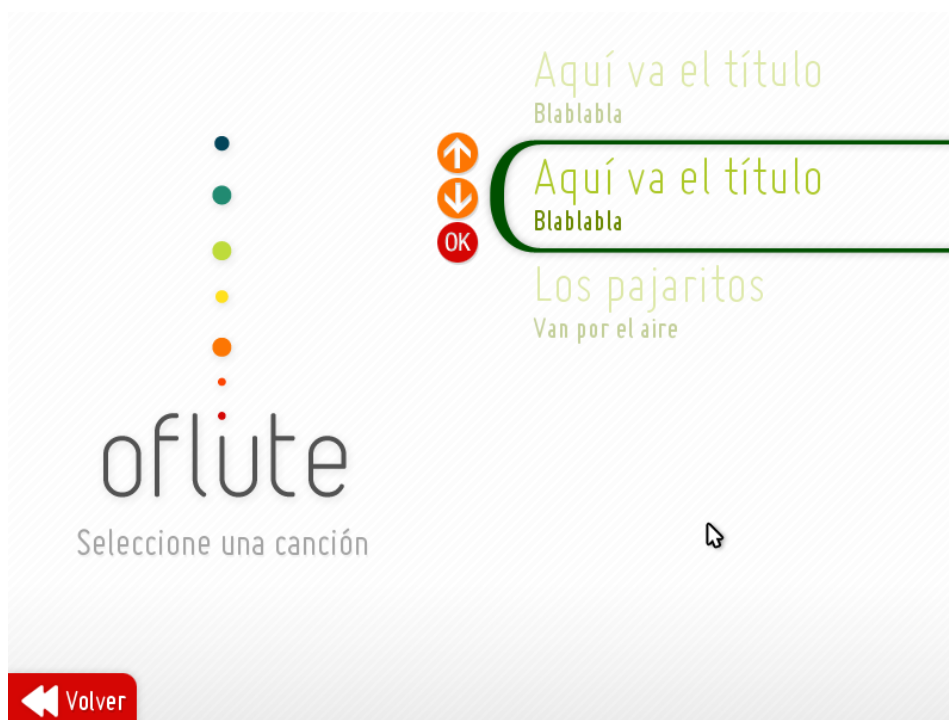 Aquí va el título
Blablabla
Aquí va el título
Blablabla
OK
Los pajaritos
Van por el aire
oflute
Seleccione una canción
Volver